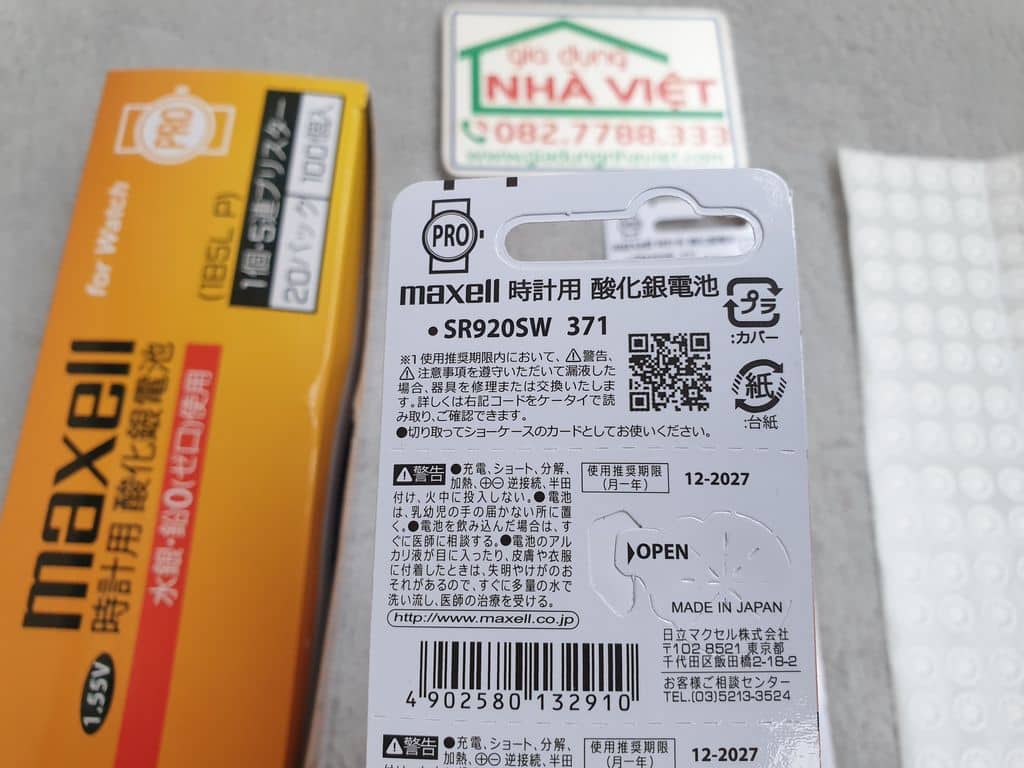 gia dụng
NHÀ VIỆT
082.7788.333
www.giadungnhaviet.com
PRO
for Watch
(18SL P)
1個・5連ブリスター
20パック 100個入
maxell
時計用 酸化銀電池
水銀・鉛0(ゼロ)使用
1.55V
PRO
maxell 時計用 酸化銀電池
プラ
:カバー
•SR920SW 371
※1 使用推奨期限内において、⚠警告、
⚠注意事項を遵守いただいて漏液した
場合、器具を修理または交換いたしま
す。詳しくは右記コードをケータイで読
み取り、ご確認できます。
●切り取ってショーケースのカードとしてお使いください。
紙
:台紙
⚠警告 ●充電、ショート、分解、
加熱、⊕⊖逆接続、半田
付け、火中に投入しない。●電池
は、乳幼児の手の届かない所に置
く。●電池を飲み込んだ場合は、す
ぐに医師に相談する。●電池のアル
カリ液が目に入ったり、皮膚や衣服
に付着したときは、失明やけがのお
それがあるので、すぐに多量の水で
洗い流し、医師の治療を受ける。
http://www.maxell.co.jp
使用推奨期限
(月―年)
12-2027
OPEN
MADE IN JAPAN
日立マクセル株式会社
〒102-8521 東京都
千代田区飯田橋2-18-2
お客様ご相談センター
TEL.(03)5213-3524
4 902580 132910
⚠警告 ●充電、ショート、分解、
加熱、⊕⊖逆接続、半田
使用推奨期限
(月―年)
12-2027